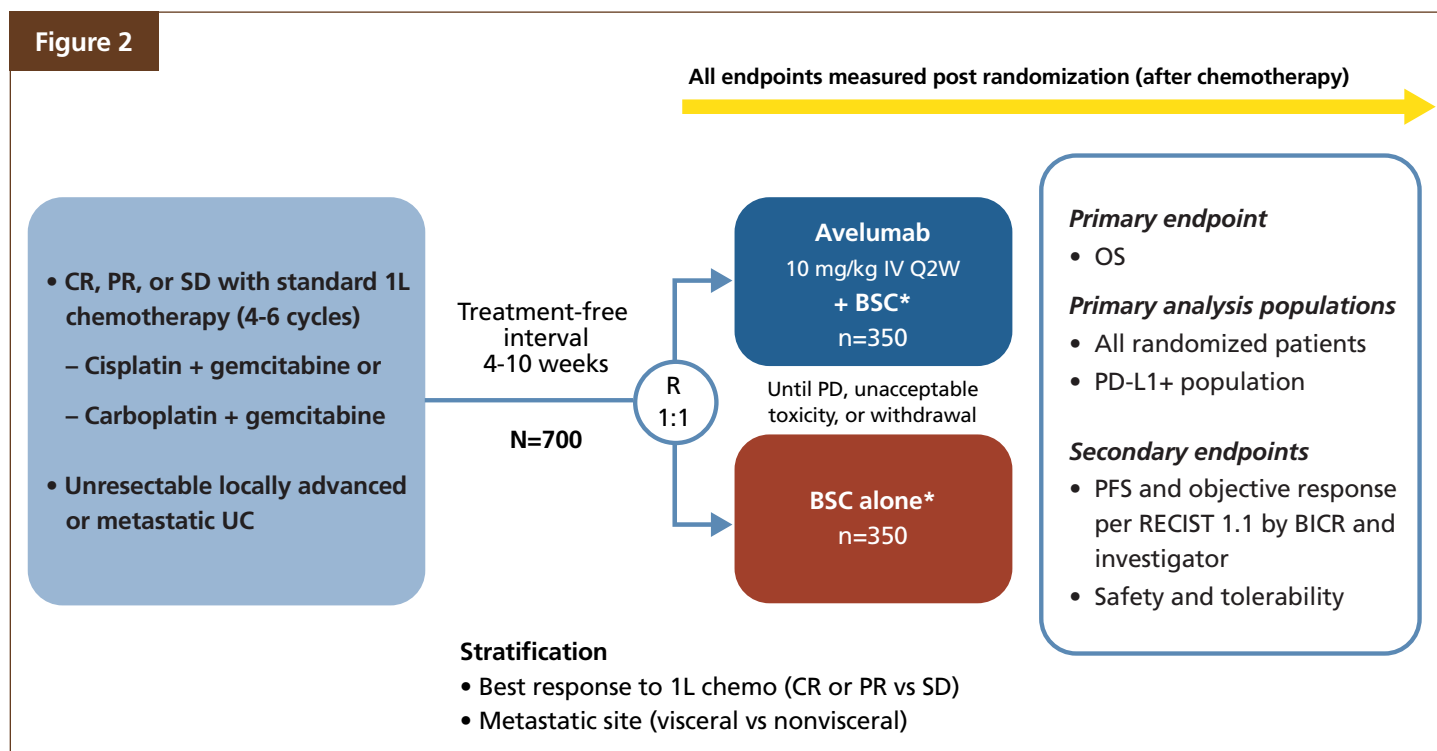 Figure 2
All endpoints measured post randomization (after chemotherapy)
• CR, PR, or SD with standard 1L
chemotherapy (4-6 cycles)
– Cisplatin + gemcitabine or
– Carboplatin + gemcitabine
• Unresectable locally advanced
or metastatic UC
Treatment-free
interval
4-10 weeks
N=700
R
1:1
Avelumab
10 mg/kg IV Q2W
+ BSC*
n=350
Until PD, unacceptable
toxicity, or withdrawal
BSC alone*
n=350
Primary endpoint
• OS
Primary analysis populations
• All randomized patients
• PD-L1+ population
Secondary endpoints
• PFS and objective response
per RECIST 1.1 by BICR and
investigator
• Safety and tolerability
Stratification
• Best response to 1L chemo (CR or PR vs SD)
• Metastatic site (visceral vs nonvisceral)